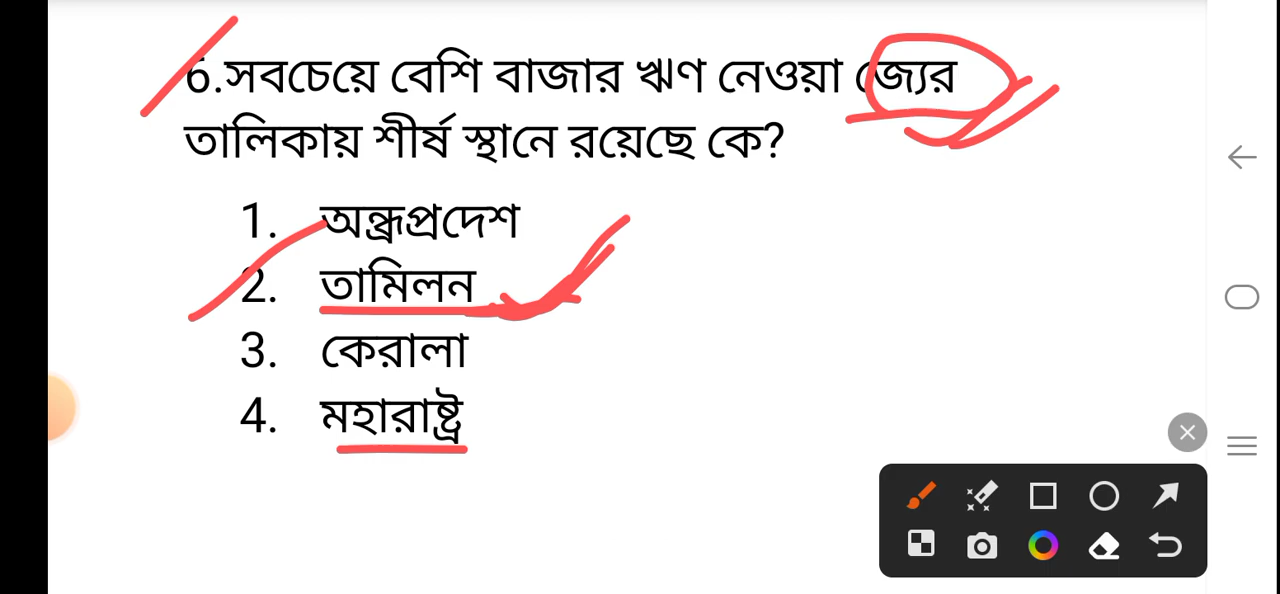 6.সবচেয়ে বেশি বাজার ঋণ নেওয়া জ্যের
তালিকায় শীর্ষ স্থানে রয়েছে কে?
1. অন্ধ্রপ্রদেশ
2. তামিলন
3. কেরালা
4. মহারাষ্ট্র